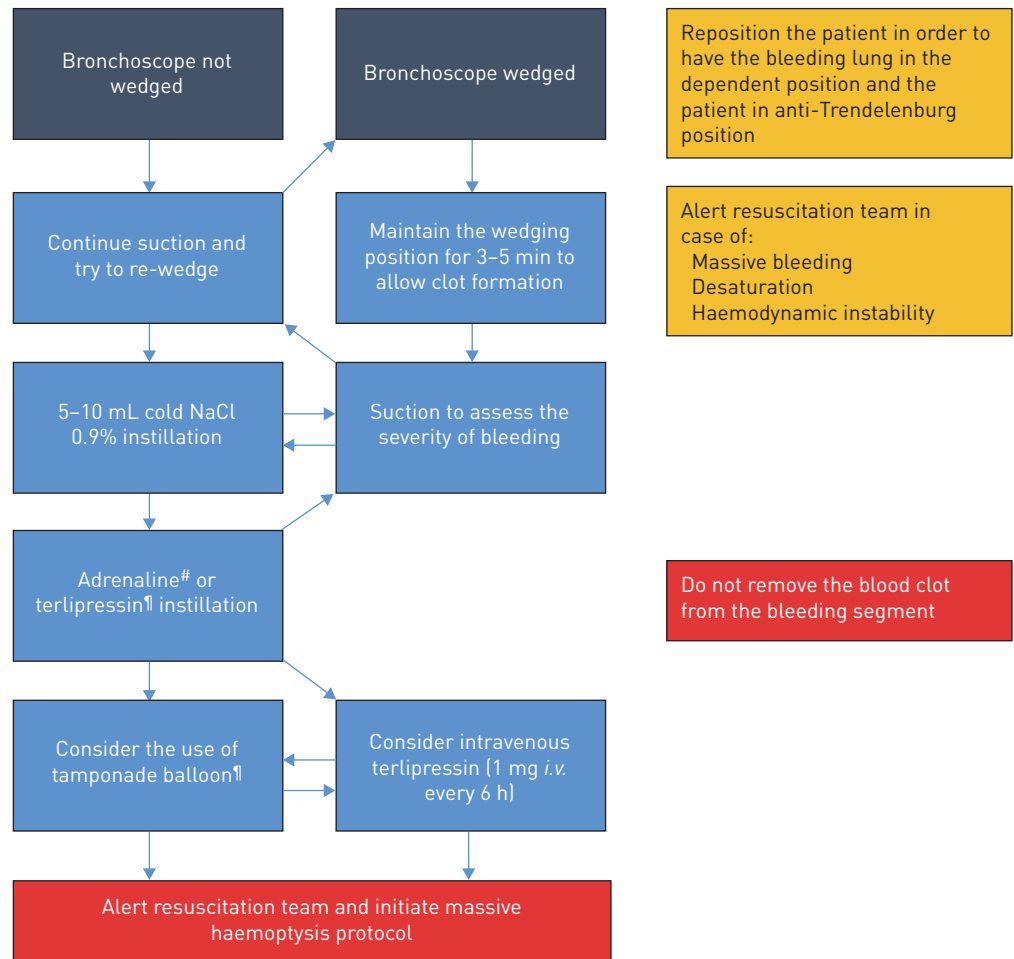 Bronchoscope not
wedged
Bronchoscope wedged
Reposition the patient in order to
have the bleeding lung in the
dependent position and the
patient in anti-Trendelenburg
position
Continue suction and
try to re-wedge
Maintain the wedging
position for 3–5 min to
allow clot formation
Alert resuscitation team in
case of:
Massive bleeding
Desaturation
Haemodynamic instability
5–10 mL cold NaCl
0.9% instillation
Suction to assess the
severity of bleeding
Adrenaline# or
terlipressin¶ instillation
Do not remove the blood clot
from the bleeding segment
Consider the use of
tamponade balloon¶
Consider intravenous
terlipressin (1 mg i.v.
every 6 h)
Alert resuscitation team and initiate massive
haemoptysis protocol